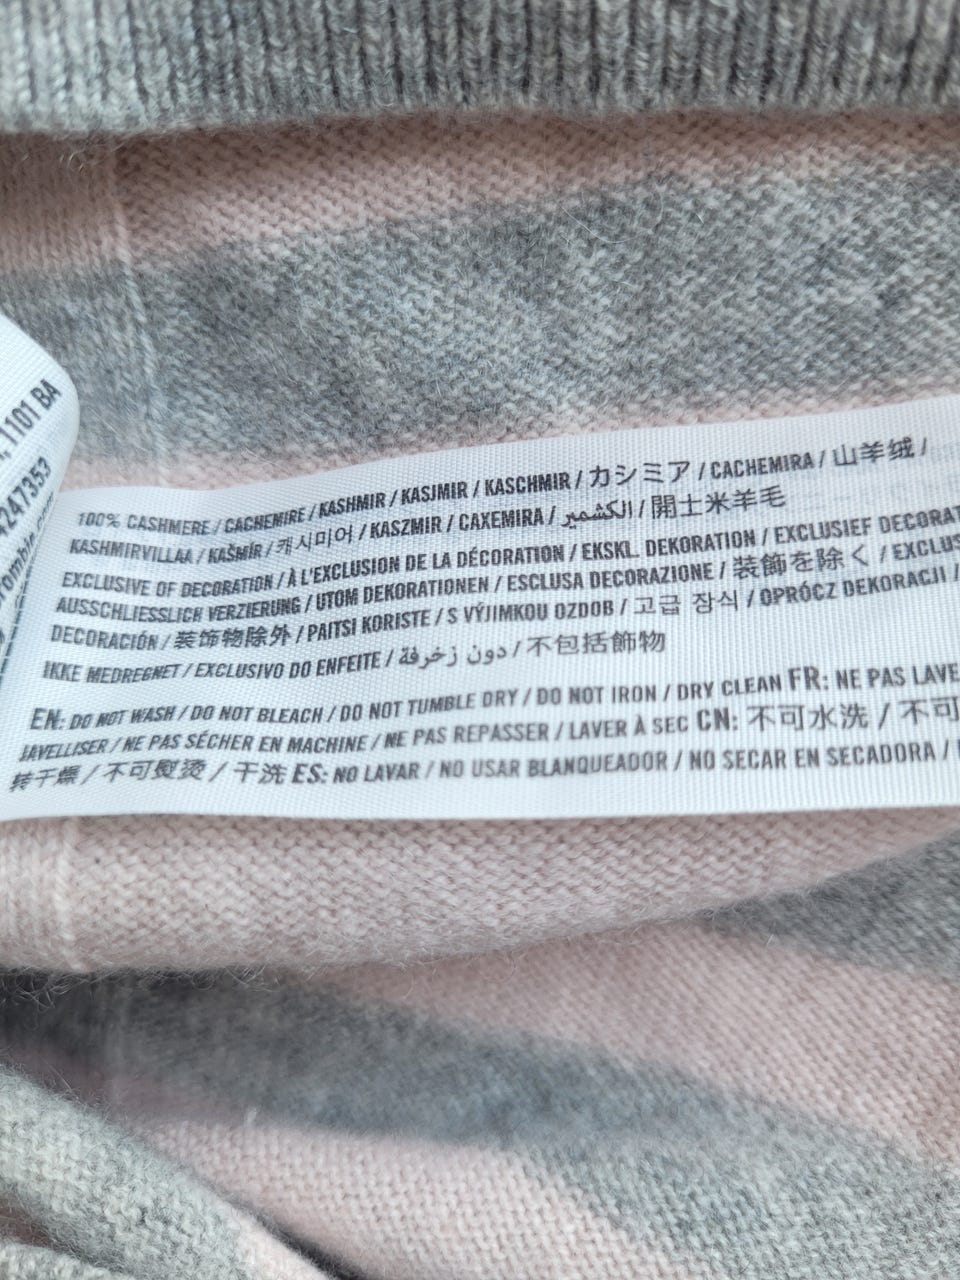 1101 BA
4247353
100% CASHMERE / CACHEMIRE / KASHMIR / KASJMIR / KASCHMIR / カシミア / CACHEMIRA / 山羊绒 /
KASHMIRVILLAA / KAŠMÍR / 캐시미어 / KASZMIR / CAXEMIRA / الكشمير / 開士米羊毛
EXCLUSIVE OF DECORATION / À L'EXCLUSION DE LA DÉCORATION / EKSKL. DEKORATION / EXCLUSIEF DECORAT
AUSSCHLIESSLICH VERZIERUNG / UTOM DEKORATIONEN / ESCLUSA DECORAZIONE / 装飾を除く / EXCLUS
DECORACIÓN / 装饰物除外 / PAITSI KORISTE / S VÝJIMKOU OZDOB / 고급 장식 / OPRÓCZ DEKORACJI /
IKKE MEDREGNET / EXCLUSIVO DO ENFEITE / دون زخرفة / 不包括飾物
EN: DO NOT WASH / DO NOT BLEACH / DO NOT TUMBLE DRY / DO NOT IRON / DRY CLEAN FR: NE PAS LAVE
JAVELLISER / NE PAS SÉCHER EN MACHINE / NE PAS REPASSER / LAVER À SEC CN: 不可水洗 / 不可
转干燥 / 不可熨烫 / 干洗 ES: NO LAVAR / NO USAR BLANQUEADOR / NO SECAR EN SECADORA /